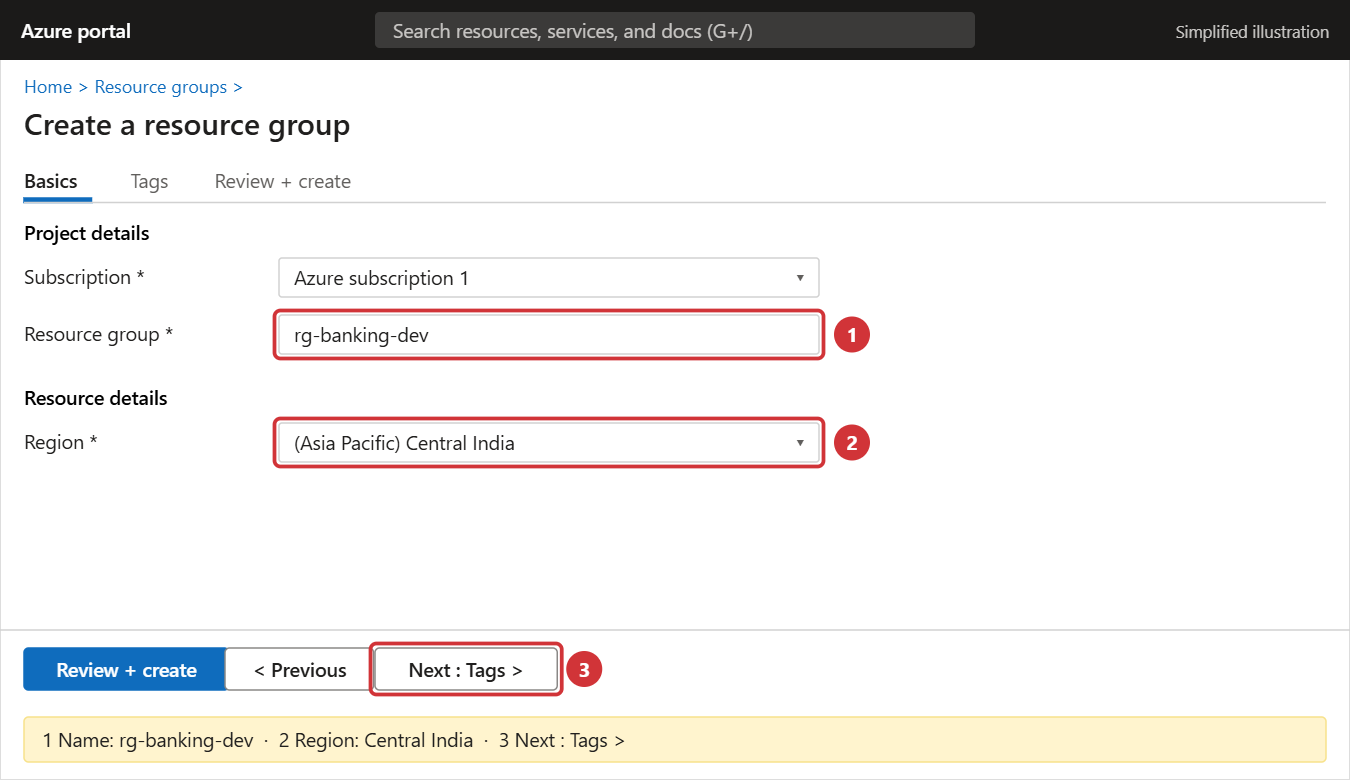 Azure portal
Search resources, services, and docs (G+/)
Simplified illustration
Home > Resource groups >
Create a resource group
Basics Tags Review + create
Project details
Subscription * Azure subscription 1
Resource group * rg-banking-dev 1
Resource details
Region * (Asia Pacific) Central India 2
Review + create < Previous Next : Tags > 3
1 Name: rg-banking-dev · 2 Region: Central India · 3 Next : Tags >